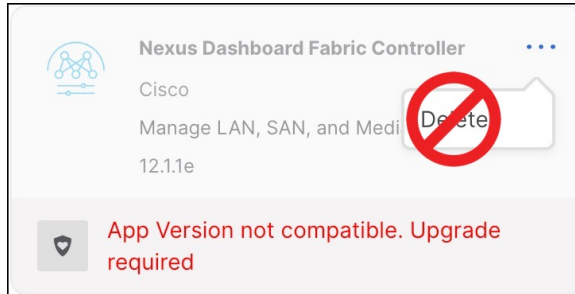 Nexus Dashboard Fabric Controller
Cisco
Manage LAN, SAN, and Medi
Delete
12.1.1e
App Version not compatible. Upgrade
required